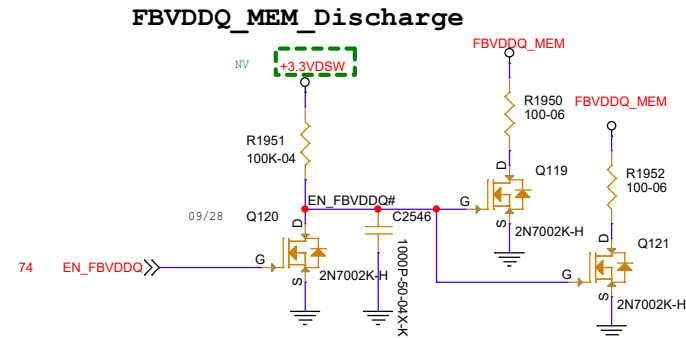 FBVDDQ_MEM_Discharge
FBVDDQ_MEM
NV
+3.3VDSW
R1950
100-06
FBVDDQ_MEM
R1951
100K-04
D
Q119
R1952
100-06
EN_FBVDDQ#
G
C2546
S
2N7002K-H
09/28
Q120
D
D
Q121
74
EN_FBVDDQ
G
S
2N7002K-H
1000P-50-04X-K
G
S
2N7002K-H